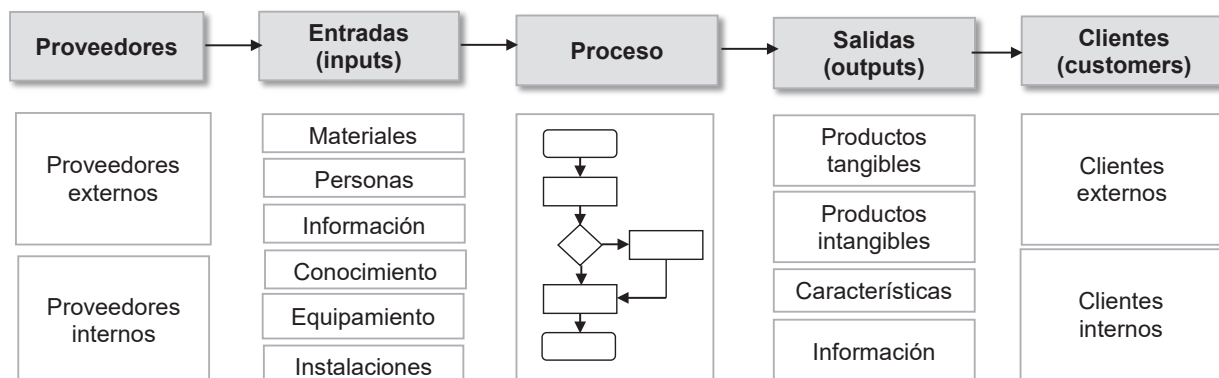 Proveedores
Entradas
(inputs)
Proceso
Salidas
(outputs)
Clientes
(customers)
Proveedores
externos
Proveedores
internos
Materiales
Personas
Información
Conocimiento
Equipamiento
Instalaciones
Productos
tangibles
Productos
intangibles
Características
Información
Clientes
externos
Clientes
internos